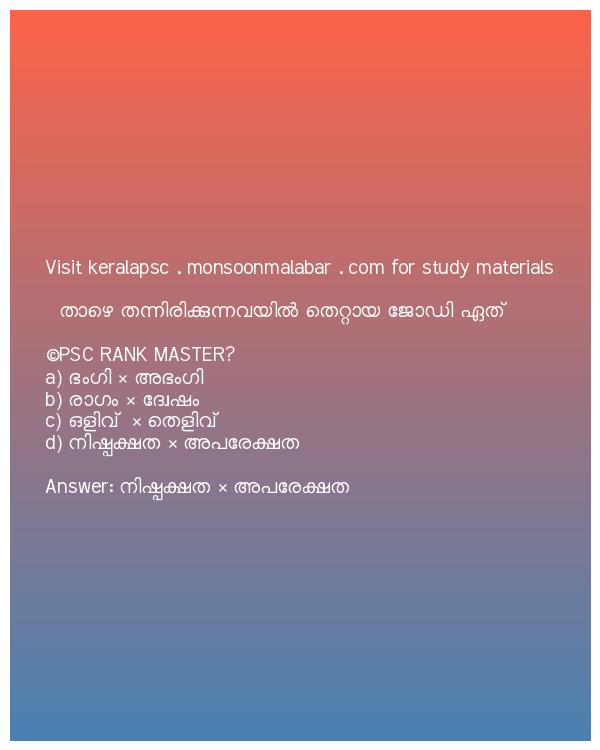 Visit keralapsc . monsoonmalabar . com for study materials
താഴെ തന്നിരിക്കുന്നവയിൽ തെറ്റായ ജോഡി ഏത്
©PSC RANK MASTER?
a) ഭംഗി × അഭംഗി
b) രാഗം × ദ്വേഷം
c) ഒളിവ് × തെളിവ്
d) നിഷ്പക്ഷത × അപരേക്ഷത
Answer: നിഷ്പക്ഷത × അപരേക്ഷത